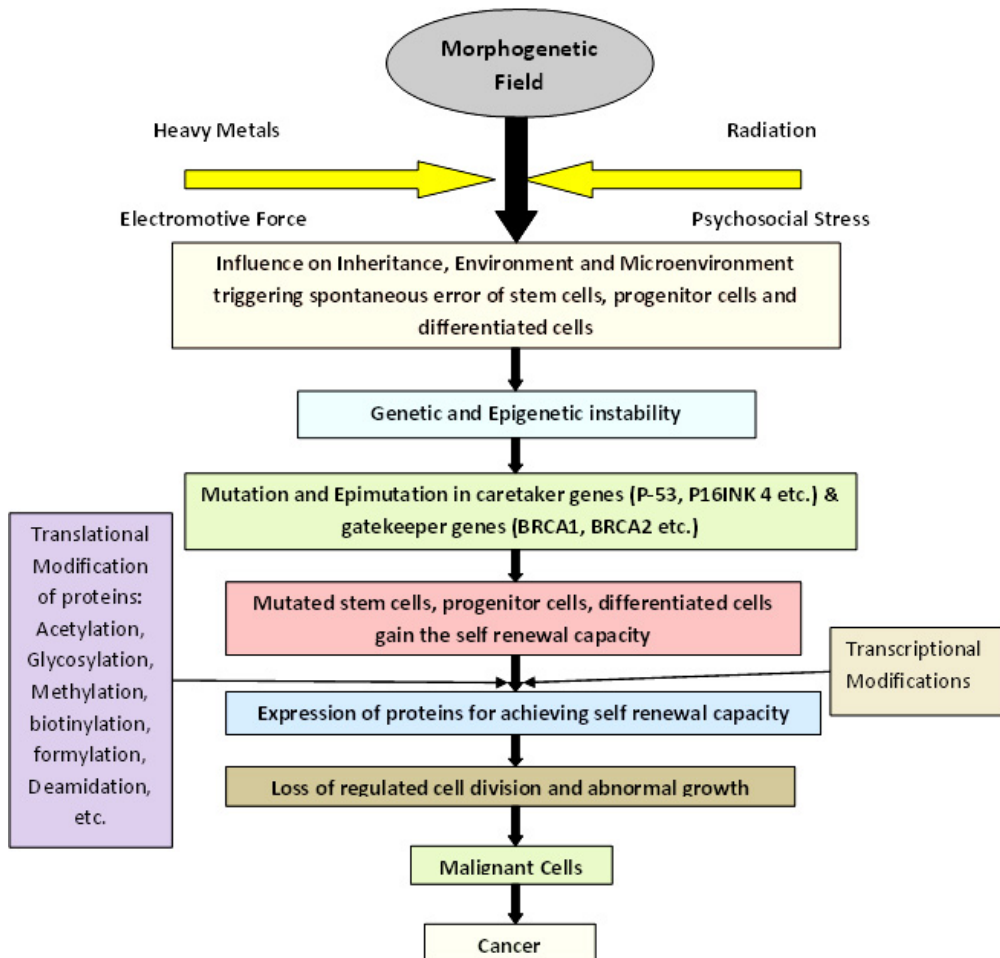 Morphogenetic
Field
Heavy Metals
Radiation
Electromotive Force
Psychosocial Stress
Influence on Inheritance, Environment and Microenvironment
triggering spontaneous error of stem cells, progenitor cells and
differentiated cells
Genetic and Epigenetic instability
Mutation and Epimutation in caretaker genes (P-53, P16INK 4 etc.) &
gatekeeper genes (BRCA1, BRCA2 etc.)
Translational
Modification
of proteins:
Acetylation,
Glycosylation,
Methylation,
biotinylation,
formylation,
Deamidation,
etc.
Mutated stem cells, progenitor cells, differentiated cells
gain the self renewal capacity
Transcriptional
Modifications
Expression of proteins for achieving self renewal capacity
Loss of regulated cell division and abnormal growth
Malignant Cells
Cancer